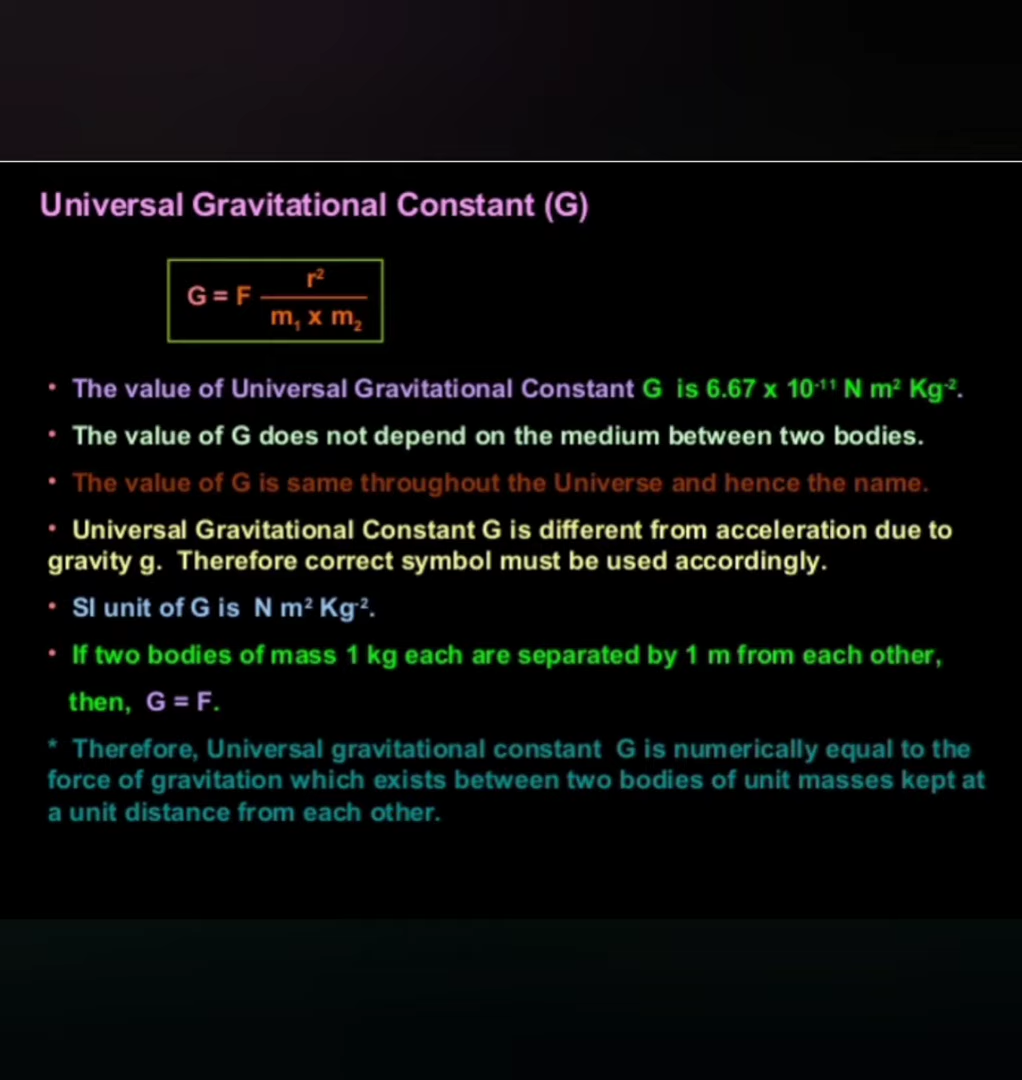 Universal Gravitational Constant (G)
G = F r² / m₁ x m₂
• The value of Universal Gravitational Constant G is 6.67 x 10⁻¹¹ N m² Kg⁻².
• The value of G does not depend on the medium between two bodies.
• The value of G is same throughout the Universe and hence the name.
• Universal Gravitational Constant G is different from acceleration due to
gravity g. Therefore correct symbol must be used accordingly.
• SI unit of G is N m² Kg⁻².
• If two bodies of mass 1 kg each are separated by 1 m from each other,
then, G = F.
* Therefore, Universal gravitational constant G is numerically equal to the
force of gravitation which exists between two bodies of unit masses kept at
a unit distance from each other.